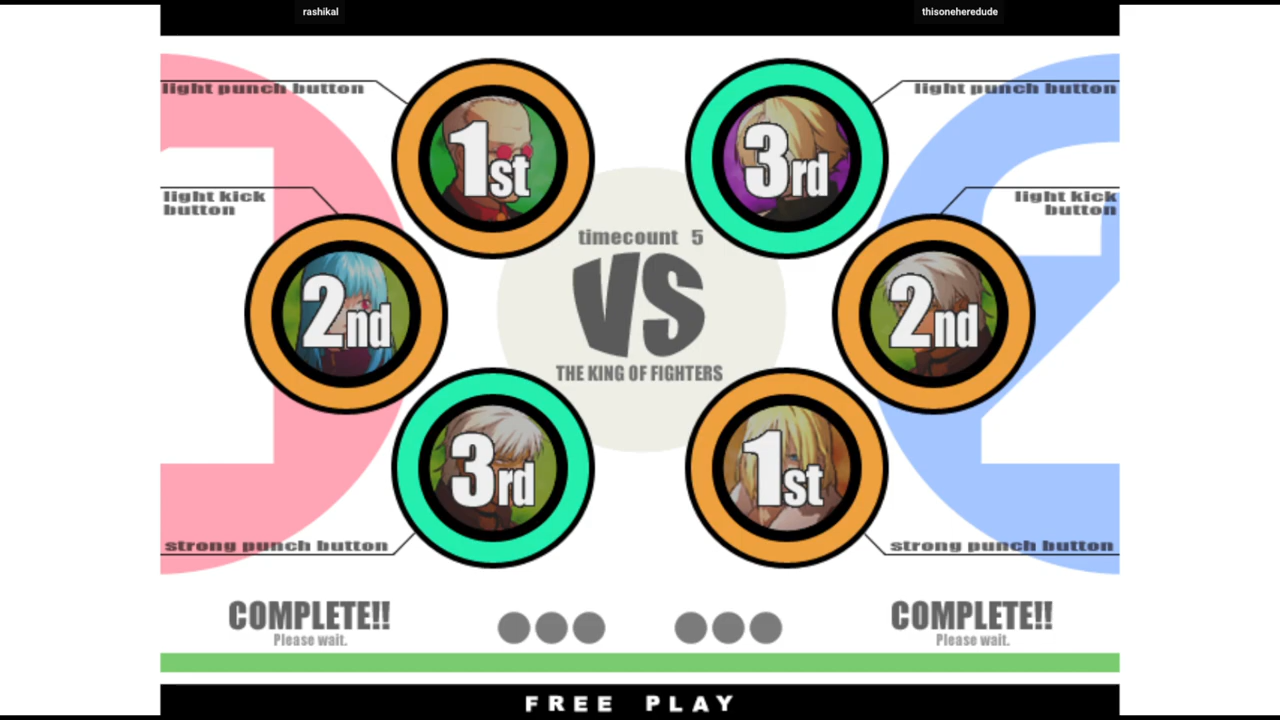 rashikal
thisoneheredude
light punch button
1st
3rd
light punch button
light kick
button
light kick
button
timecount 5
2nd
VS
2nd
THE KING OF FIGHTERS
3rd
1st
strong punch button
strong punch button
COMPLETE!!
Please wait.
COMPLETE!!
Please wait.
FREE PLAY